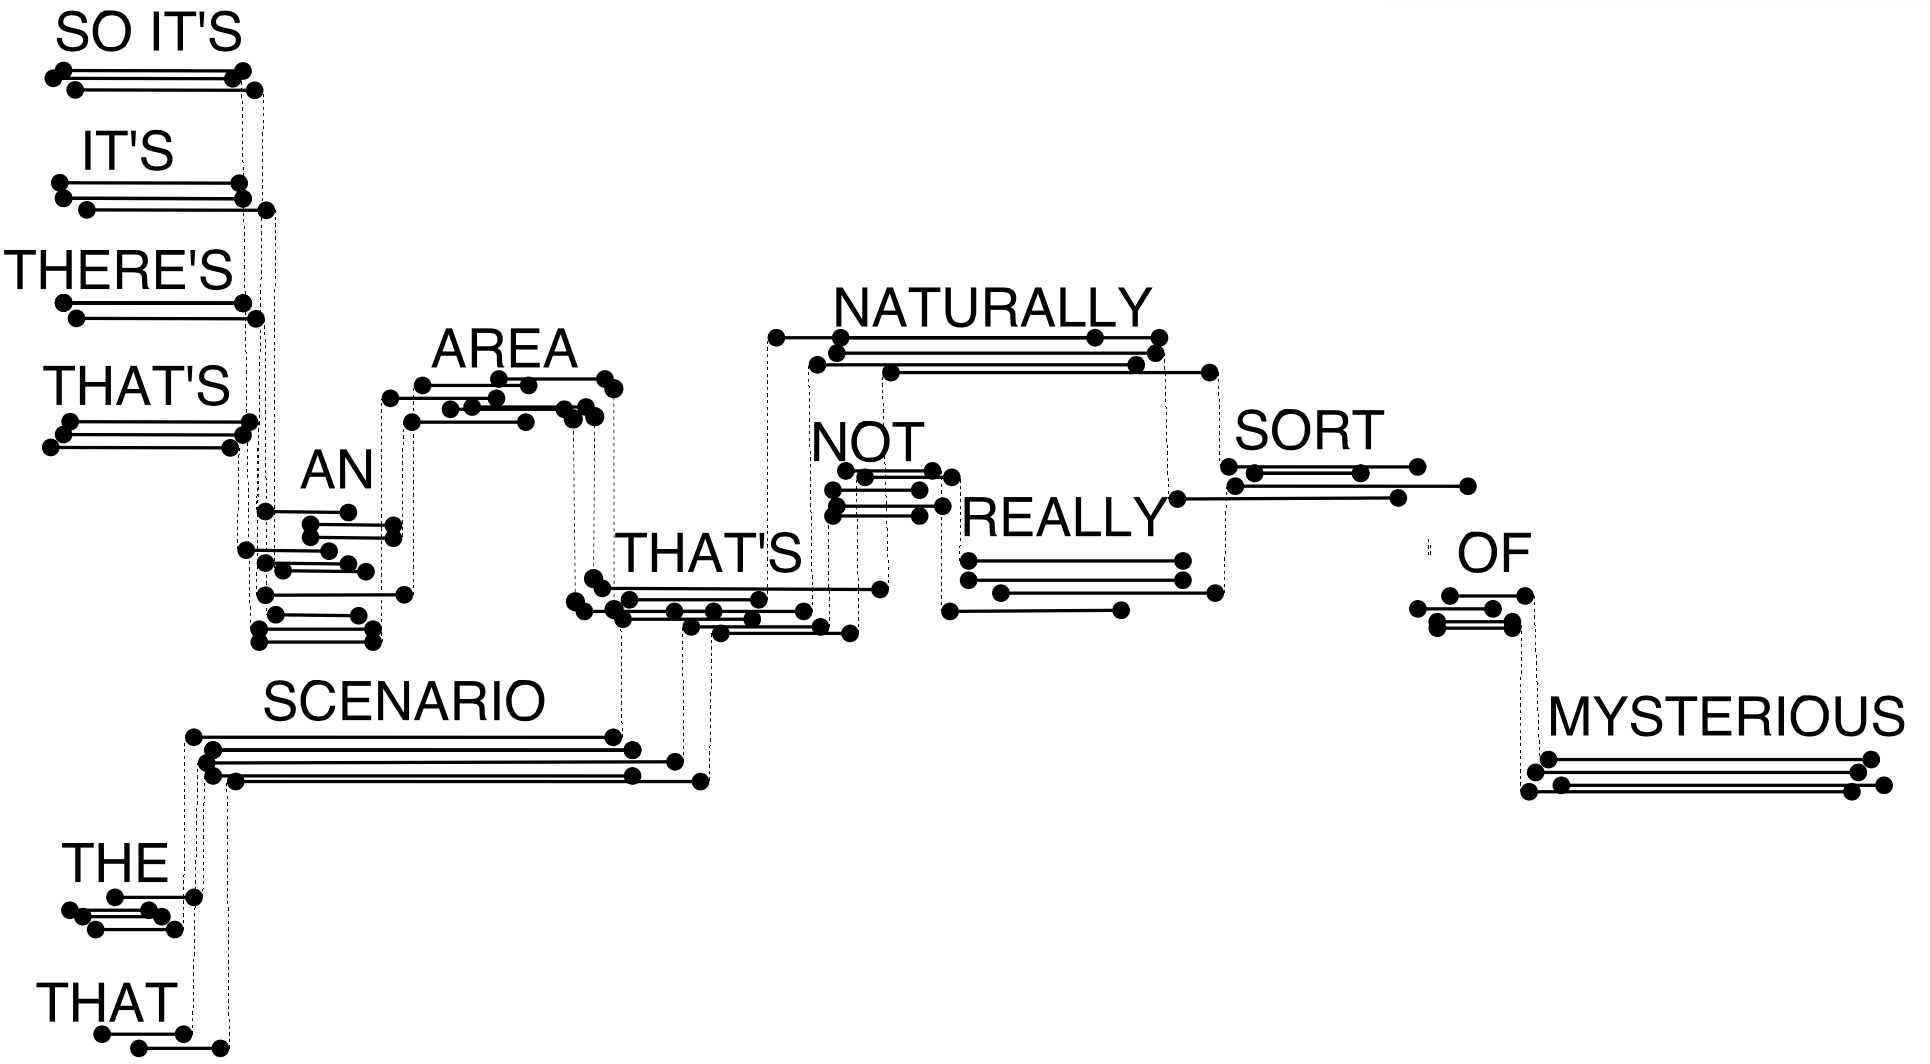 SO IT'S
IT'S
THERE'S
THAT'S
AN
AREA
SCENARIO
THE
THAT
THAT'S
NATURALLY
NOT
REALLY
SORT
OF
MYSTERIOUS